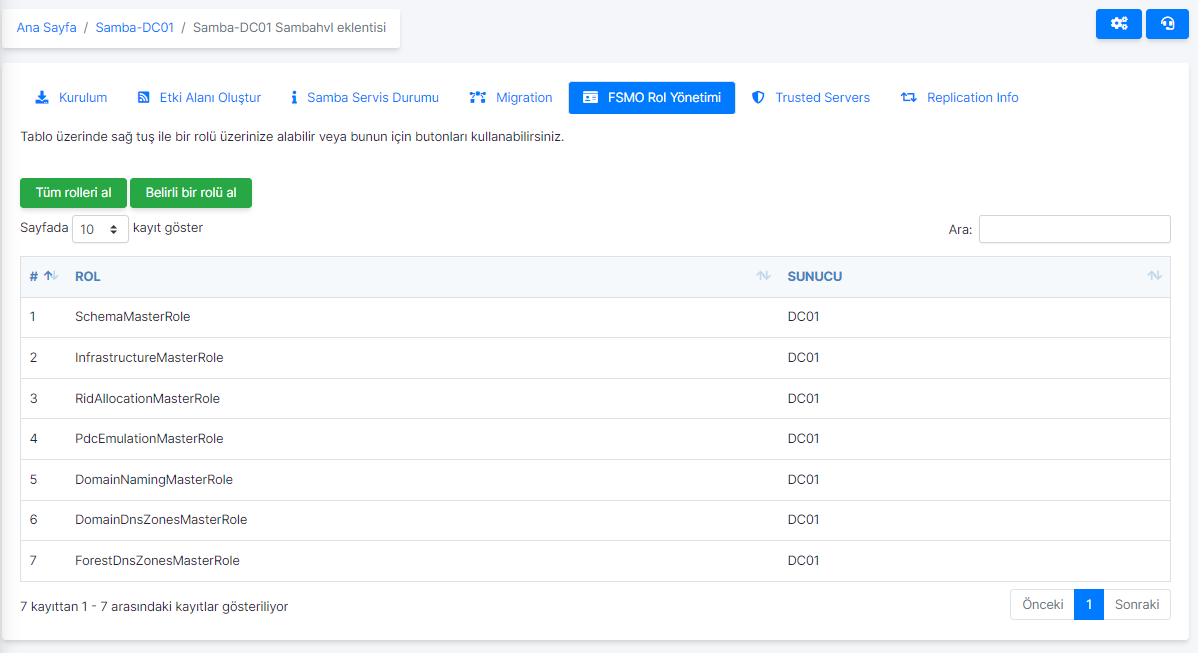 Ana Sayfa / Samba-DC01 / Samba-DC01 Sambahvl eklentisi
Kurulum Etki Alanı Oluştur Samba Servis Durumu Migration FSMO Rol Yönetimi Trusted Servers Replication Info
Tablo üzerinde sağ tuş ile bir rolü üzerinize alabilir veya bunun için butonları kullanabilirsiniz.
Tüm rolleri al Belirli bir rolü al
Sayfada 10 kayıt göster Ara:
# ROL SUNUCU
1 SchemaMasterRole DC01
2 InfrastructureMasterRole DC01
3 RidAllocationMasterRole DC01
4 PdcEmulationMasterRole DC01
5 DomainNamingMasterRole DC01
6 DomainDnsZonesMasterRole DC01
7 ForestDnsZonesMasterRole DC01
7 kayıttan 1 - 7 arasındaki kayıtlar gösteriliyor Önceki 1 Sonraki